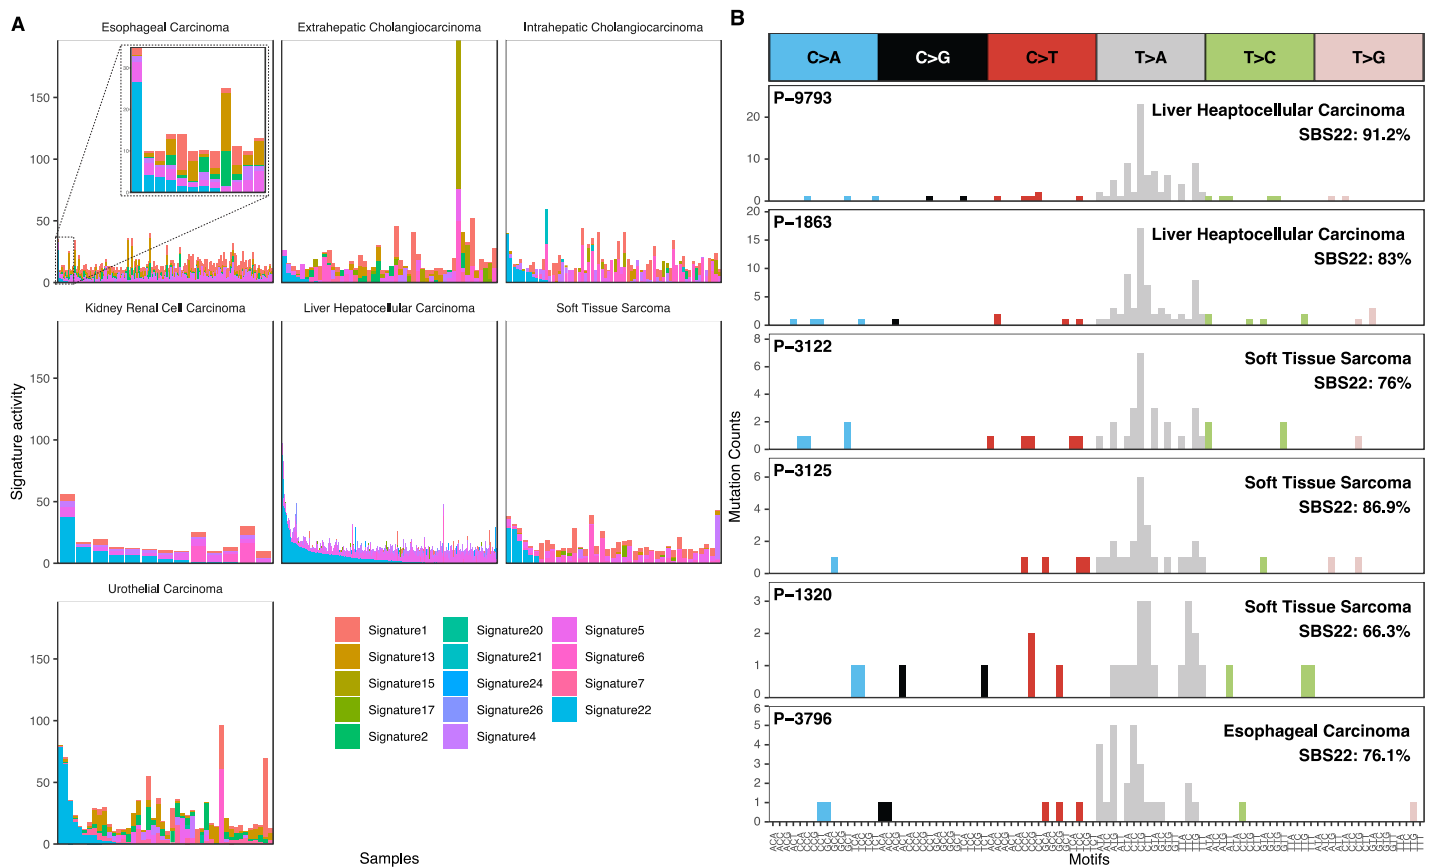 A
Esophageal Carcinoma
Extrahepatic Cholangiocarcinoma
Intrahepatic Cholangiocarcinoma
150
100
50
0
Kidney Renal Cell Carcinoma
Liver Hepatocellular Carcinoma
Soft Tissue Sarcoma
Signature activity
150
100
50
0
Urothelial Carcinoma
150
100
50
0
Signature1
Signature13
Signature15
Signature17
Signature2
Signature20
Signature21
Signature24
Signature26
Signature4
Signature5
Signature6
Signature7
Signature22
Samples
B
C>A C>G C>T T>A T>C T>G
P-9793
Liver Heaptocellular Carcinoma
SBS22: 91.2%
20
10
0
P-1863
Liver Heaptocellular Carcinoma
SBS22: 83%
20
15
10
5
0
P-3122
Soft Tissue Sarcoma
SBS22: 76%
8
6
4
2
0
P-3125
Soft Tissue Sarcoma
SBS22: 86.9%
6
4
2
0
P-1320
Soft Tissue Sarcoma
SBS22: 66.3%
3
2
1
0
P-3796
Esophageal Carcinoma
SBS22: 76.1%
6
5
4
3
2
1
0
Mutation Counts
Motifs